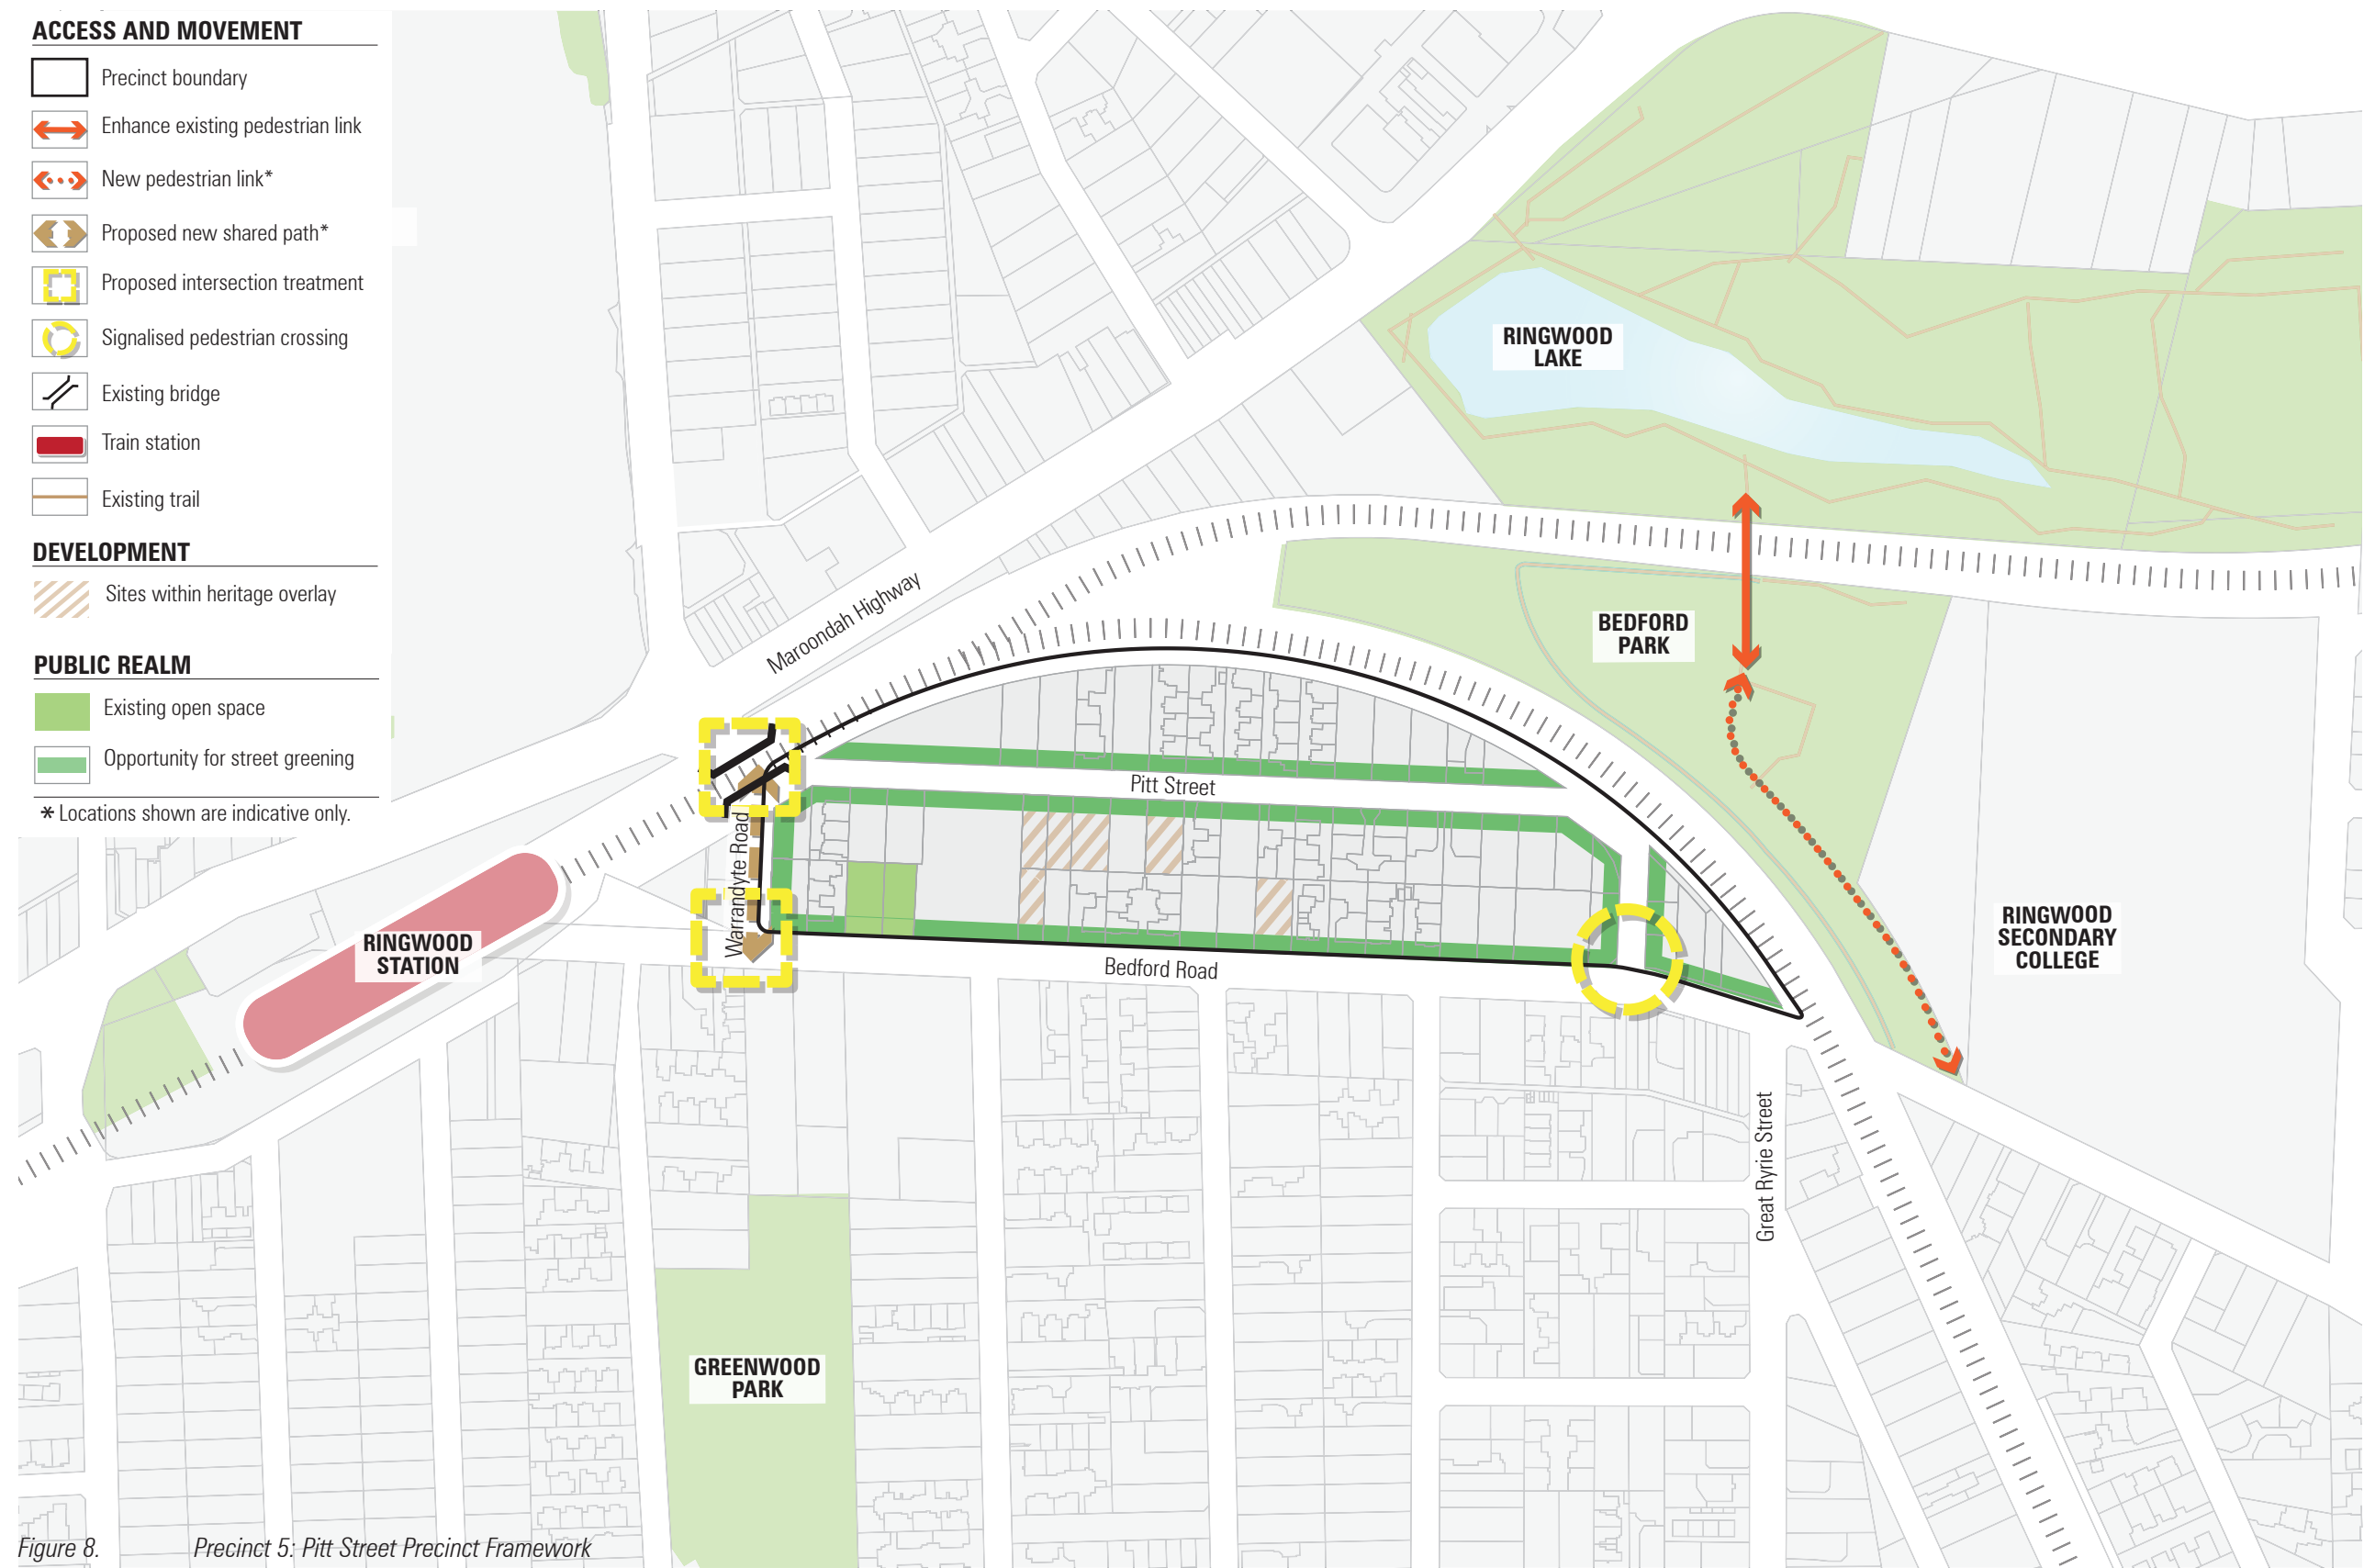 ACCESS AND MOVEMENT
Precinct boundary
Enhance existing pedestrian link
New pedestrian link*
Proposed new shared path*
Proposed intersection treatment
Signalised pedestrian crossing
Existing bridge
Train station
Existing trail
DEVELOPMENT
Sites within heritage overlay
PUBLIC REALM
Existing open space
Opportunity for street greening
* Locations shown are indicative only.
RINGWOOD
LAKE
Maroondah Highway
BEDFORD
PARK
Pitt Street
Warrandyte Road
RINGWOOD
STATION
Bedford Road
RINGWOOD
SECONDARY
COLLEGE
Great Ryrie Street
GREENWOOD
PARK
Figure 8. Precinct 5: Pitt Street Precinct Framework